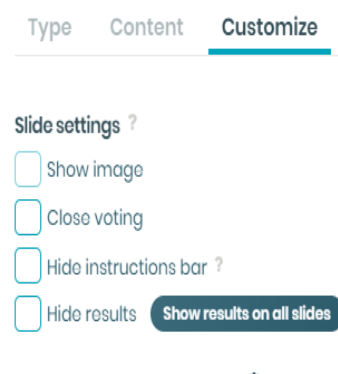 Type Content Customize
Slide settings ?
Show image
Close voting
Hide instructions bar ?
Hide results Show results on all slides